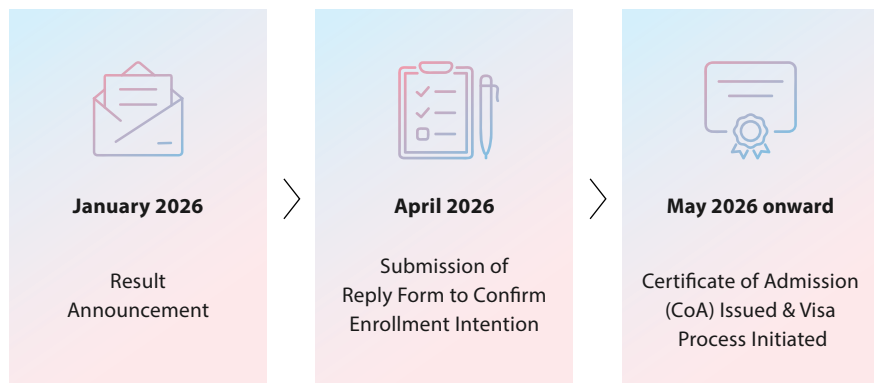 January 2026
Result
Announcement
April 2026
Submission of
Reply Form to Confirm
Enrollment Intention
May 2026 onward
Certificate of Admission
(CoA) Issued & Visa
Process Initiated